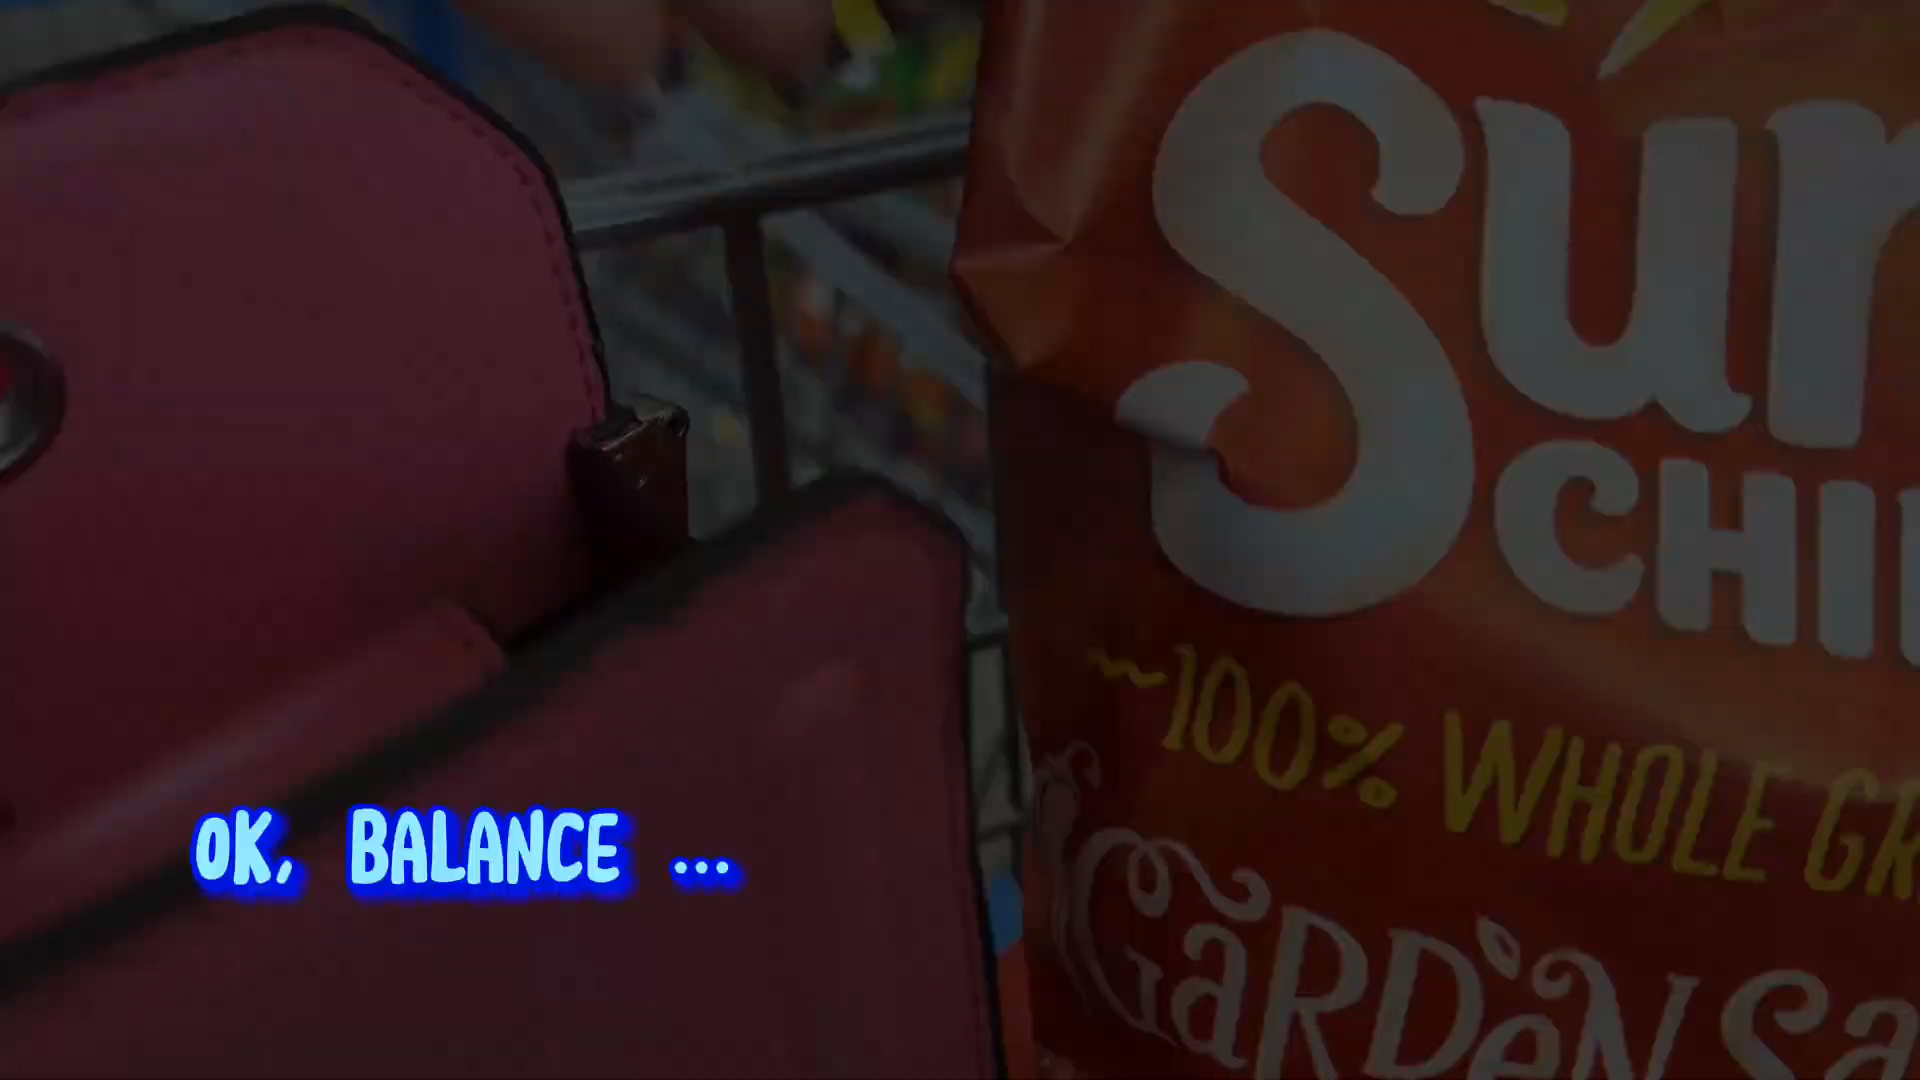 Sun
CHI
~100% WHOLE GR
GaRDeN Sa
OK, BALANCE ...